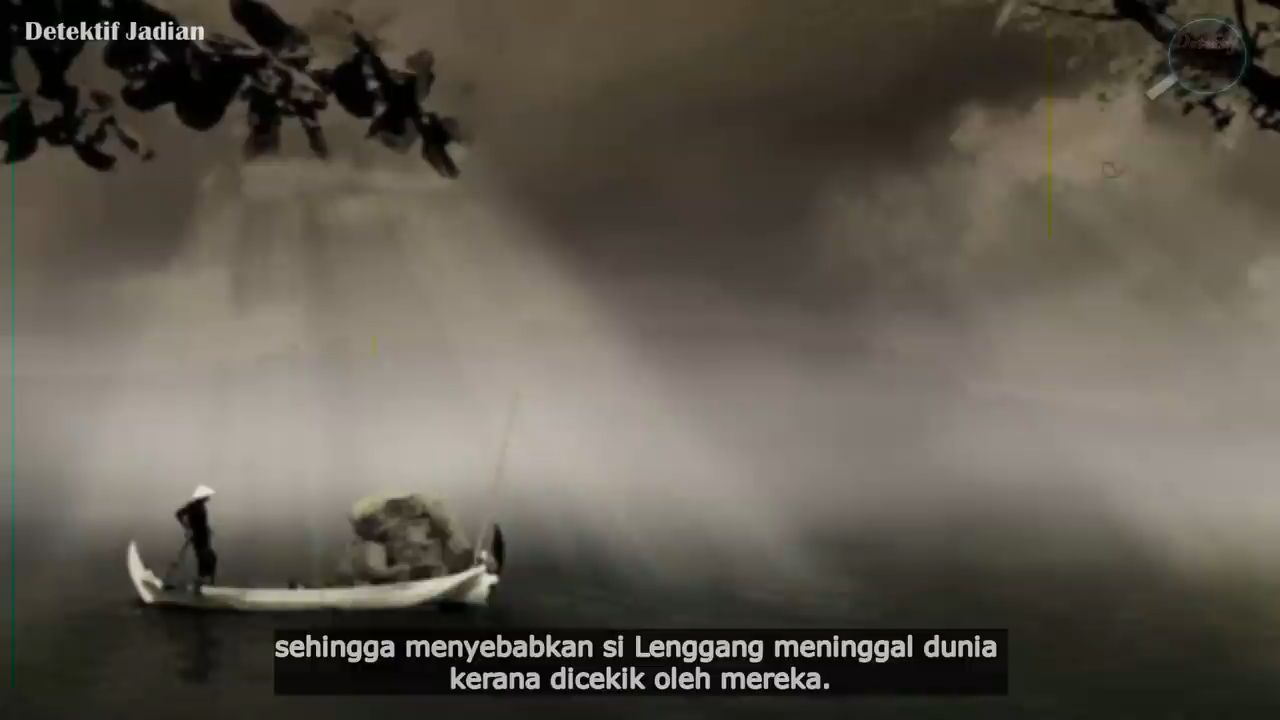 Detektif Jadian
sehingga menyebabkan si Lenggang meninggal dunia
kerana dicekik oleh mereka.